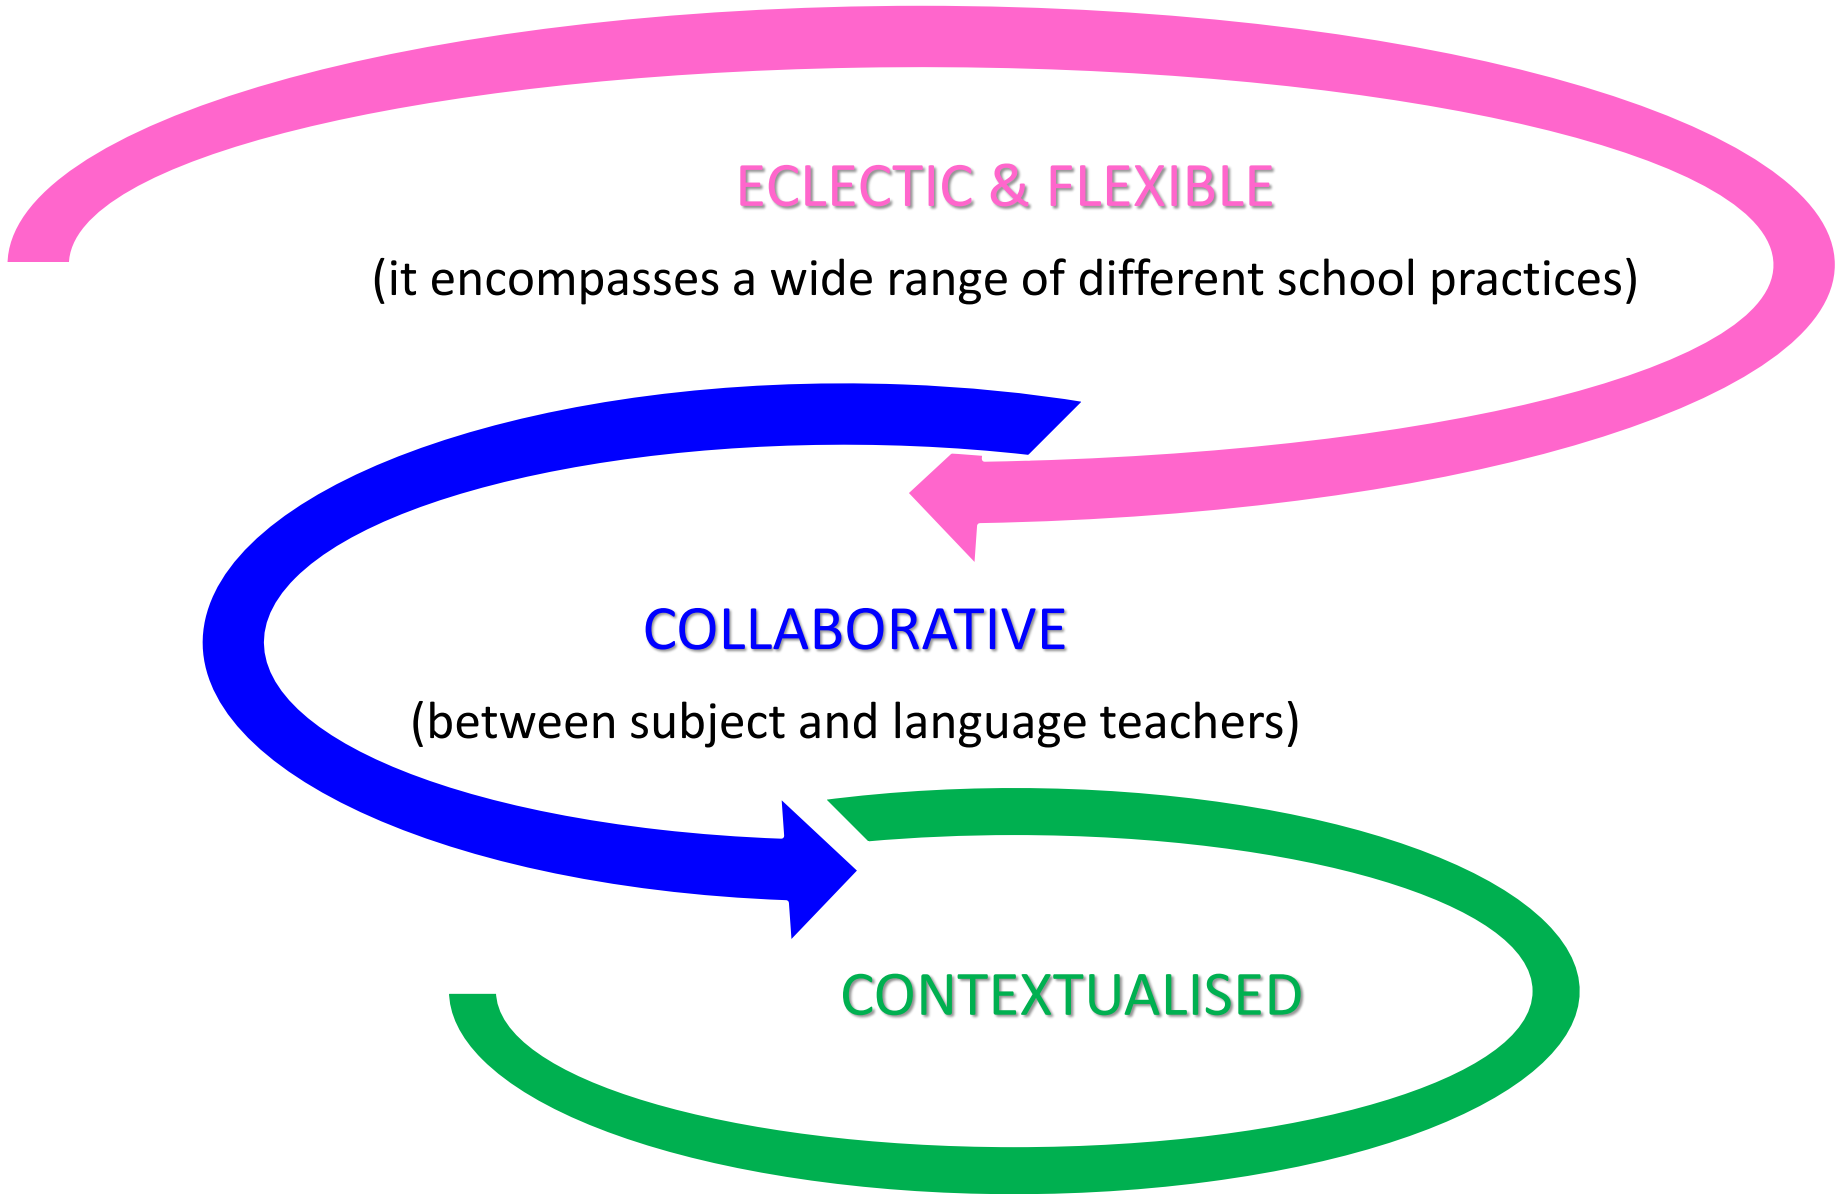 ECLECTIC & FLEXIBLE
(it encompasses a wide range of different school practices)
COLLABORATIVE
(between subject and language teachers)
CONTEXTUALISED